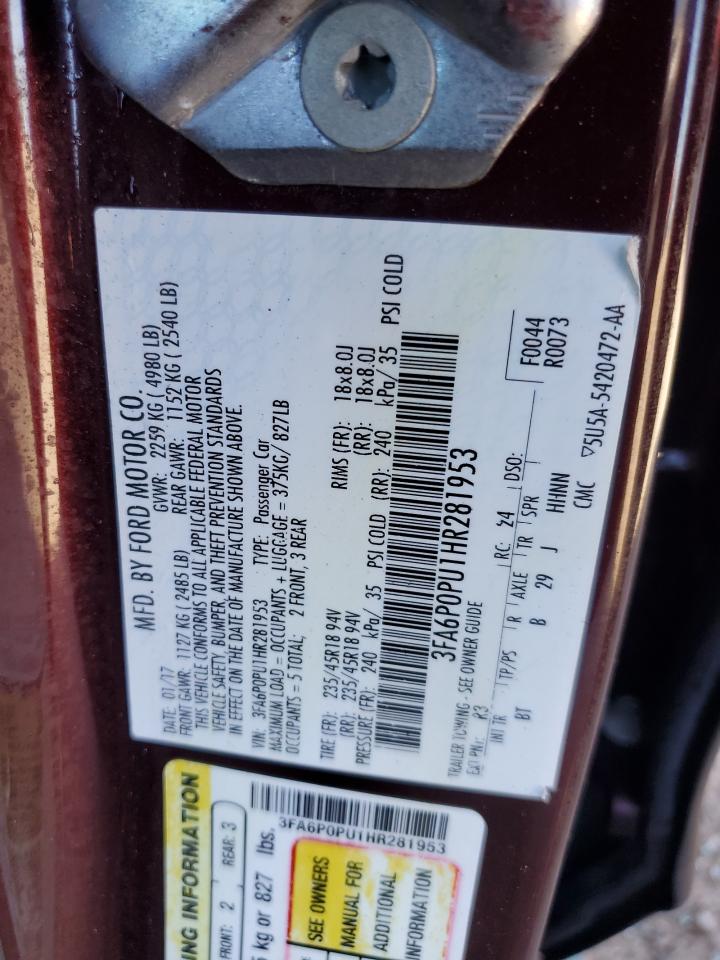 MFD. BY FORD MOTOR CO.
DATE: 01/17 GVWR: 2259 KG ( 4980 LB)
FRONT GAWR: 1127 KG ( 2485 LB) REAR GAWR: 1152 KG ( 2540 LB)
THIS VEHICLE CONFORMS TO ALL APPLICABLE FEDERAL MOTOR
VEHICLE SAFETY, BUMPER, AND THEFT PREVENTION STANDARDS
IN EFFECT ON THE DATE OF MANUFACTURE SHOWN ABOVE.
VIN: 3FA6P0PU1HR281953 TYPE: Passenger Car
MAXIMUM LOAD = OCCUPANTS + LUGGAGE = 375KG/ 827LB
OCCUPANTS = 5 TOTAL; 2 FRONT, 3 REAR
TIRE (FR): 235/45R18 94V RIMS (FR): 18x8.0J
(RR): 235/45R18 94V (RR): 18x8.0J
PRESSURE (FR): 240 kPa/ 35 PSI COLD (RR): 240 kPa/ 35 PSI COLD
3FA6P0PU1HR281953
TRAILER TOWING - SEE OWNER GUIDE
EXT PNT: R3 RC: 24 DSO:
INT TR TP/PS R AXLE TR SPR F0044
BT B 29 J HHNN R0073
CMC ▽5U5A-5420472-AA
ING INFORMATION
FRONT: 2 REAR: 3
kg or 827 lbs.
3FA6P0PU1HR281953
SEE OWNERS
MANUAL FOR
ADDITIONAL
INFORMATION